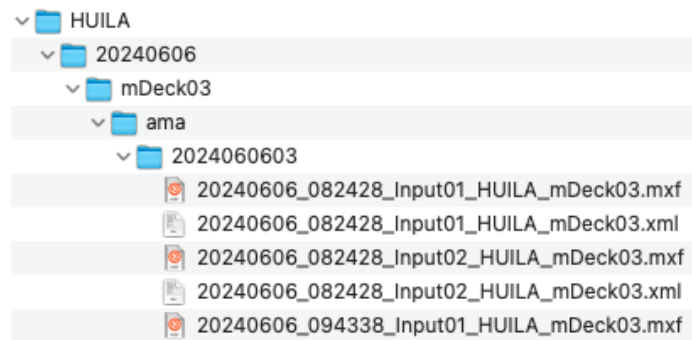 HUILA
20240606
mDeck03
ama
2024060603
20240606_082428_Input01_HUILA_mDeck03.mxf
20240606_082428_Input01_HUILA_mDeck03.xml
20240606_082428_Input02_HUILA_mDeck03.mxf
20240606_082428_Input02_HUILA_mDeck03.xml
20240606_094338_Input01_HUILA_mDeck03.mxf